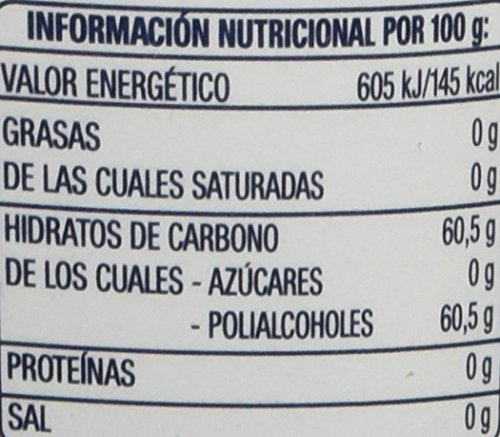 INFORMACIÓN NUTRICIONAL POR 100 g:
VALOR ENERGÉTICO 605 kJ/145 kcal
GRASAS 0 g
DE LAS CUALES SATURADAS 0 g
HIDRATOS DE CARBONO 60,5 g
DE LOS CUALES - AZÚCARES 0 g
- POLIALCOHOLES 60,5 g
PROTEÍNAS 0 g
SAL 0 g